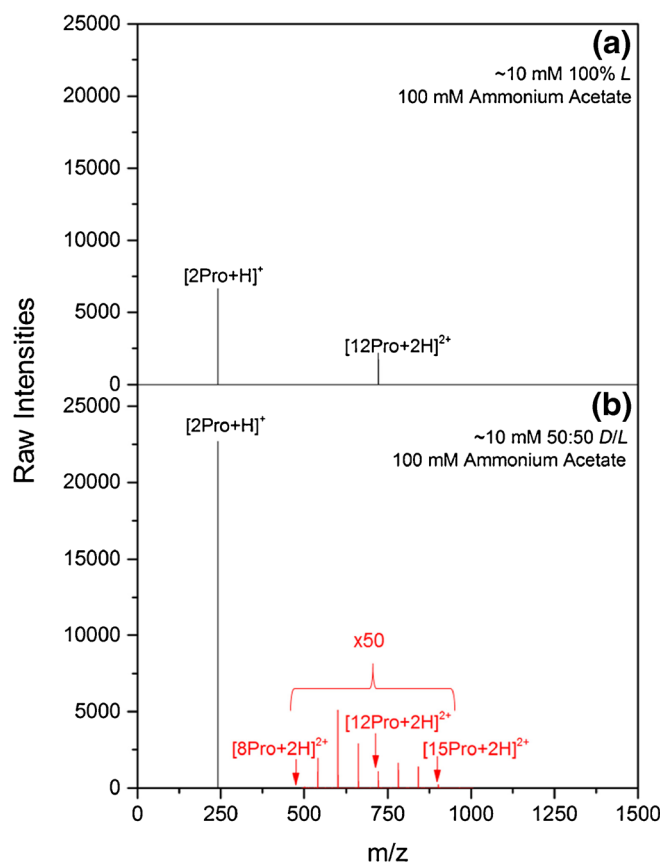 25000
(a)
~10 mM 100% L
100 mM Ammonium Acetate
20000
15000
10000
[2Pro+H]⁺
5000
[12Pro+2H]²⁺
0
Raw Intensities
25000
(b)
[2Pro+H]⁺
~10 mM 50:50 D/L
100 mM Ammonium Acetate
20000
15000
10000
x50
5000
[12Pro+2H]²⁺
[8Pro+2H]²⁺
[15Pro+2H]²⁺
0
0 250 500 750 1000 1250 1500
m/z